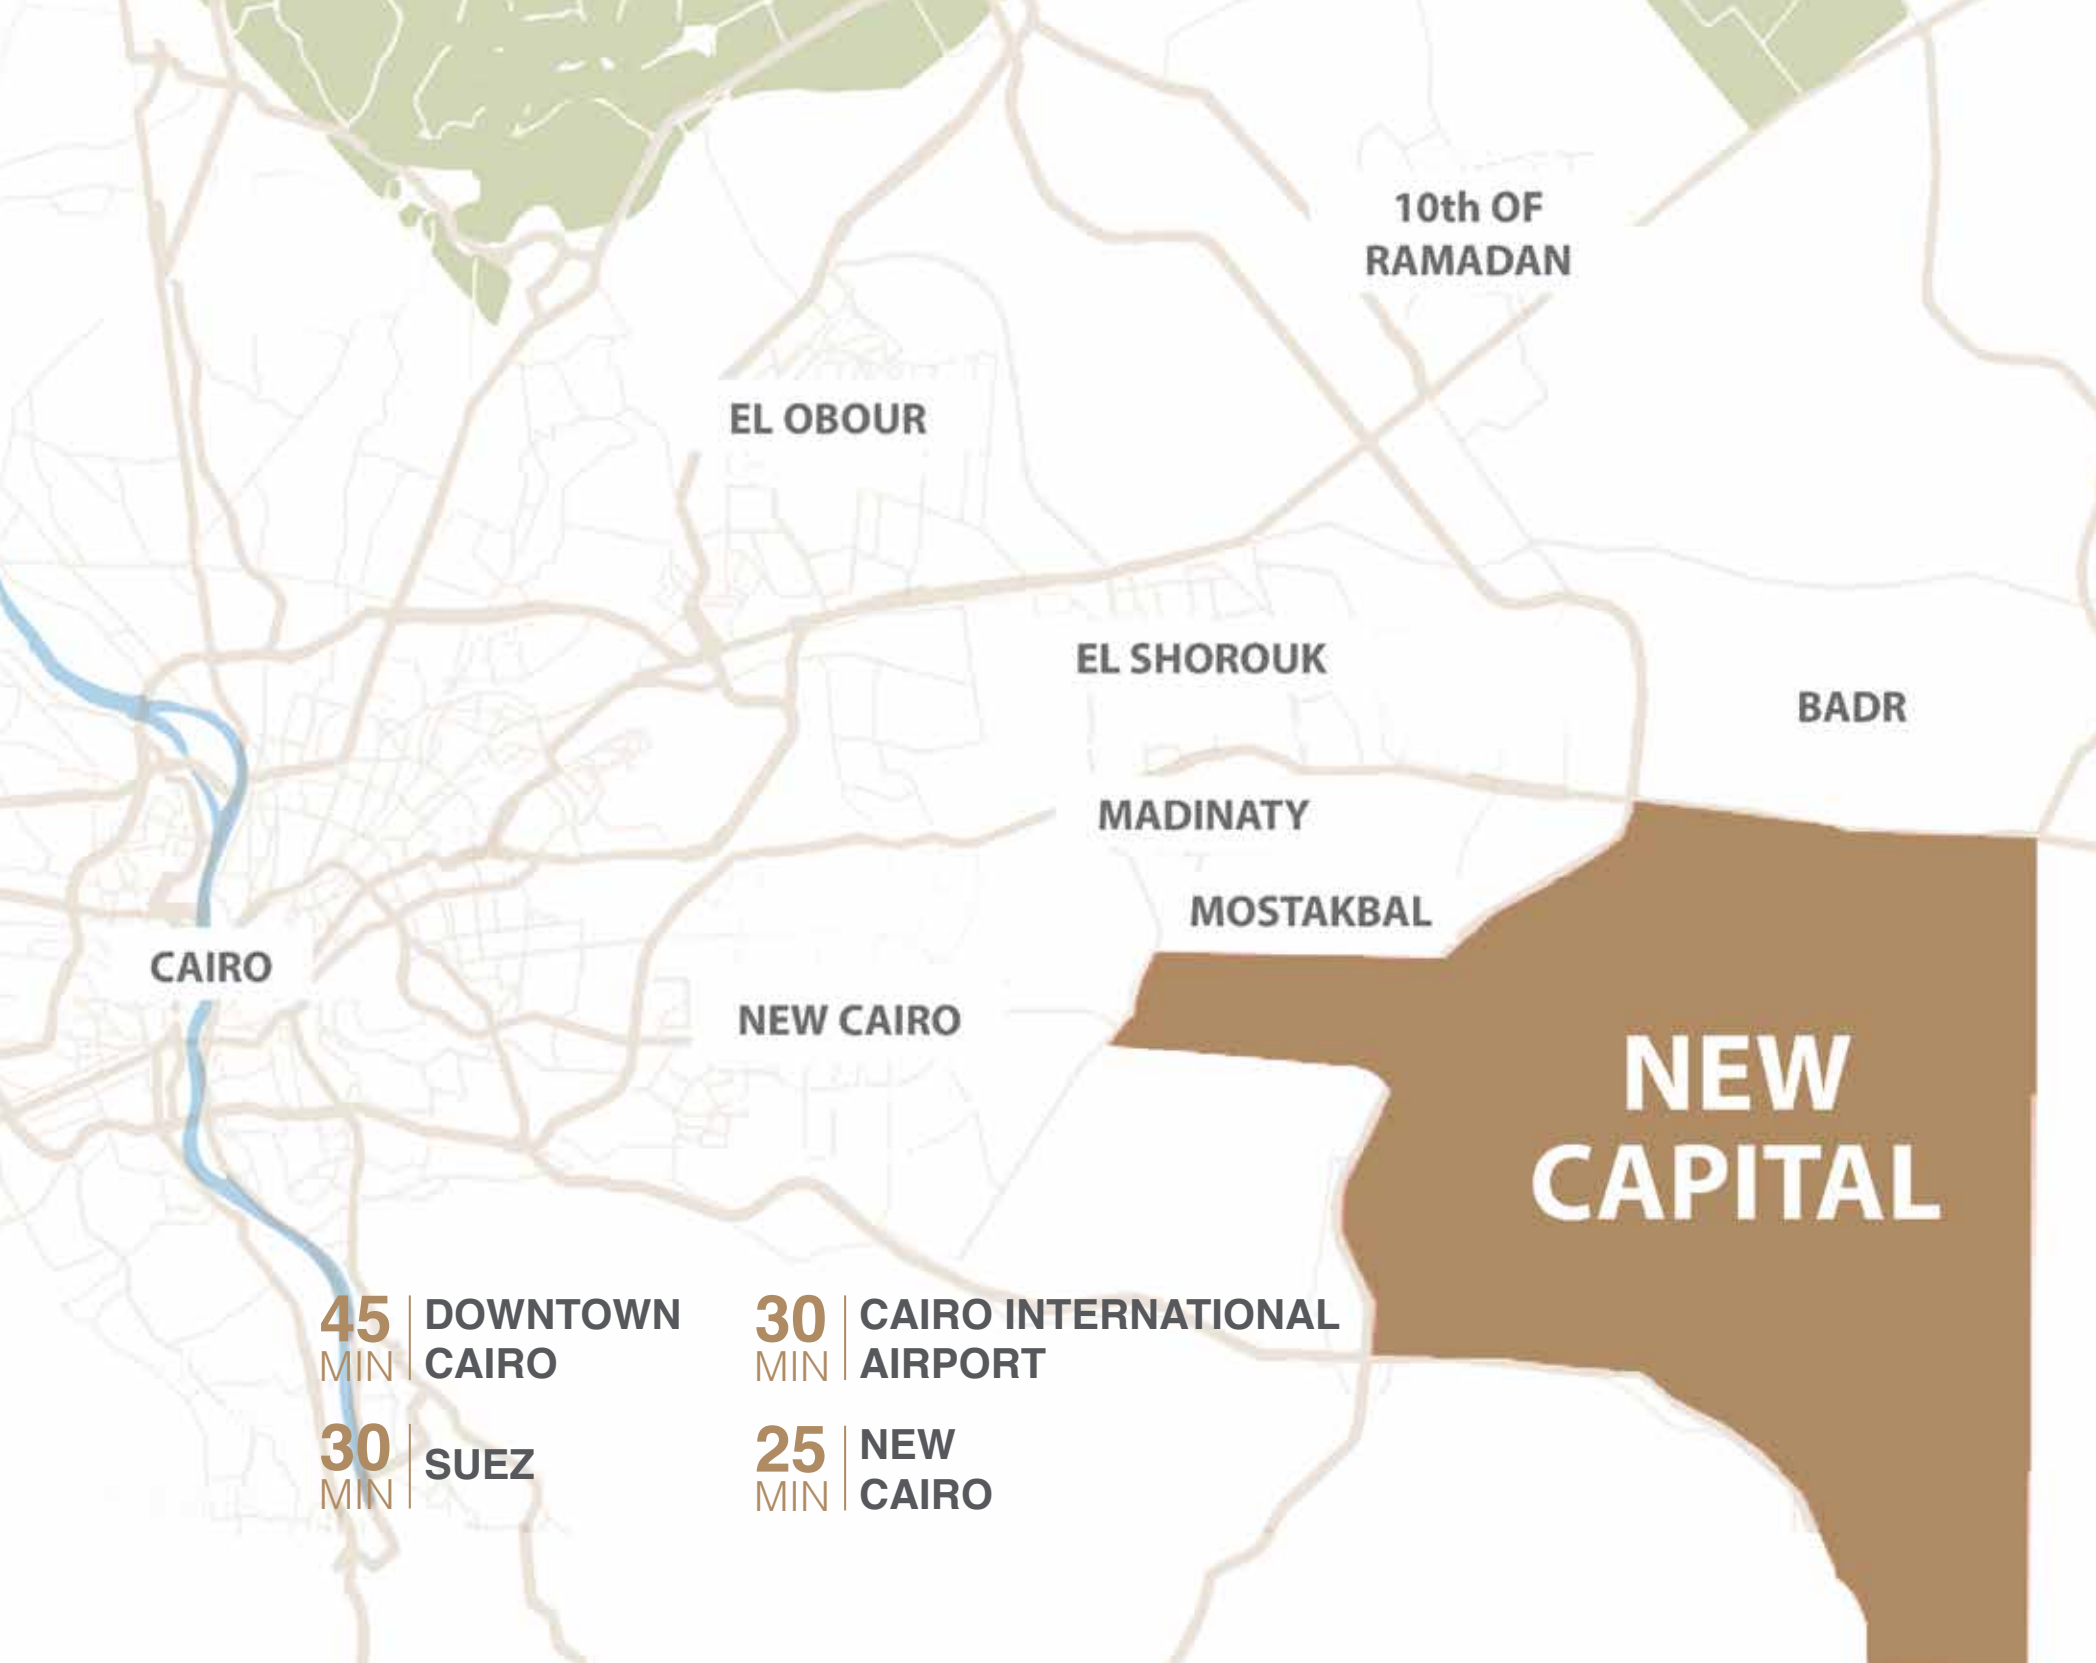 10th OF
RAMADAN
EL OBOUR
EL SHOROUK
BADR
MADINATY
MOSTAKBAL
CAIRO
NEW CAIRO
NEW
CAPITAL
45
MIN
DOWNTOWN
CAIRO
30
MIN
CAIRO INTERNATIONAL
AIRPORT
30
MIN
SUEZ
25
MIN
NEW
CAIRO